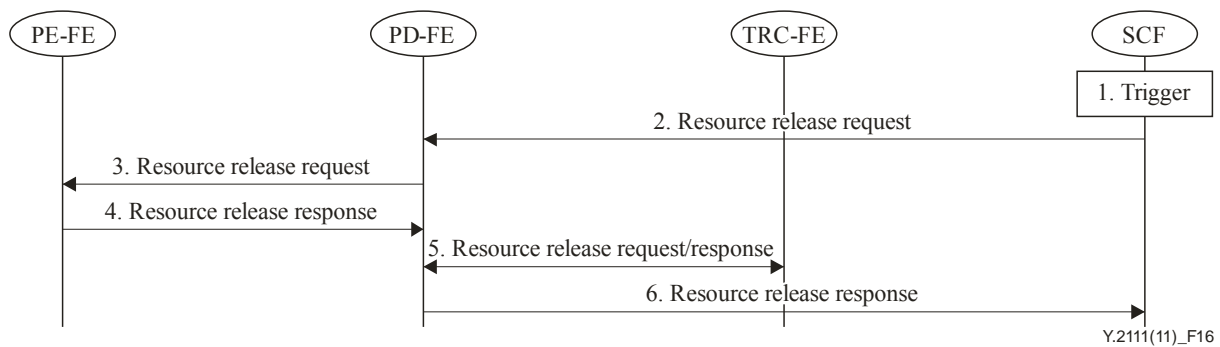 PE-FE
PD-FE
TRC-FE
SCF
1. Trigger
2. Resource release request
3. Resource release request
4. Resource release response
5. Resource release request/response
6. Resource release response
Y.2111(11)_F16